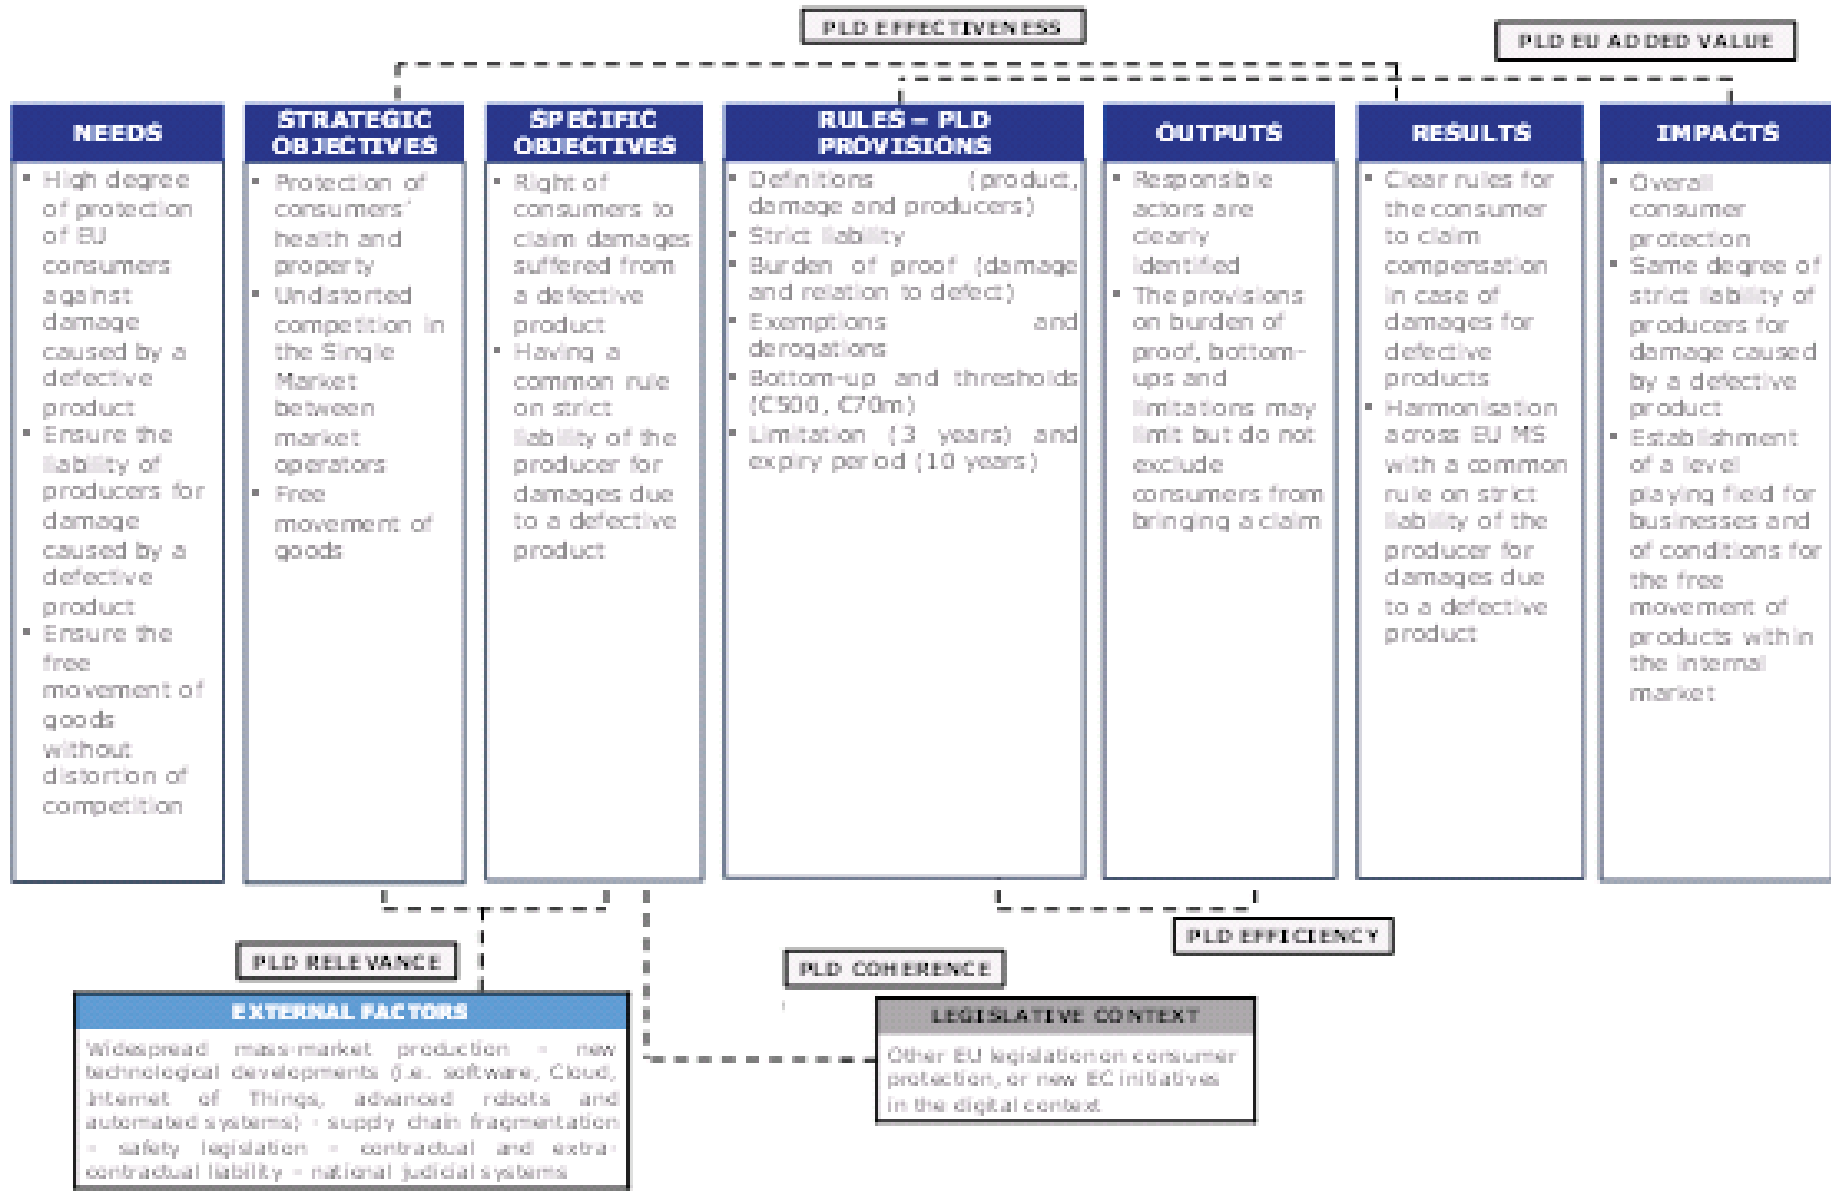 PLD EFFECTIVENESS
PLD EU ADDED VALUE
NEEDS
▪ High degree
of protection
of EU
consumers
against
damage
caused by a
defective
product
▪ Ensure the
liability of
producers for
damage
caused by a
defective
product
▪ Ensure the
free
movement of
goods
without
distortion of
competition
STRATEGIC
OBJECTIVES
▪ Protection of
consumers'
health and
property
▪ Undistorted
competition in
the Single
Market
between
market
operators
▪ Free
movement of
goods
SPECIFIC
OBJECTIVES
▪ Right of
consumers to
claim damages
suffered from
a defective
product
▪ Having a
common rule
on strict
liability of the
producer for
damages due
to a defective
product
RULES – PLD
PROVISIONS
▪ Definitions (product,
damage and producers)
▪ Strict liability
▪ Burden of proof (damage
and relation to defect)
▪ Exemptions and
derogations
▪ Bottom-up and thresholds
(€500, €70m)
▪ Limitation (3 years) and
expiry period (10 years)
OUTPUTS
▪ Responsible
actors are
clearly
identified
▪ The provisions
on burden of
proof, bottom-
ups and
limitations may
limit but do not
exclude
consumers from
bringing a claim
RESULTS
▪ Clear rules for
the consumer
to claim
compensation
in case of
damages for
defective
products
▪ Harmonisation
across EU MS
with a common
rule on strict
liability of the
producer for
damages due
to a defective
product
IMPACTS
▪ Overall
consumer
protection
▪ Same degree of
strict liability of
producers for
damage caused
by a defective
product
▪ Establishment
of a level
playing field for
businesses and
of conditions for
the free
movement of
products within
the internal
market
PLD RELEVANCE
PLD COHERENCE
PLD EFFICIENCY
EXTERNAL FACTORS
Widespread mass-market production – new
technological developments (i.e. software, Cloud,
Internet of Things, advanced robots and
automated systems) - supply chain fragmentation
– safety legislation – contractual and extra-
contractual liability – national judicial systems
LEGISLATIVE CONTEXT
Other EU legislation on consumer
protection, or new EC initiatives
in the digital context